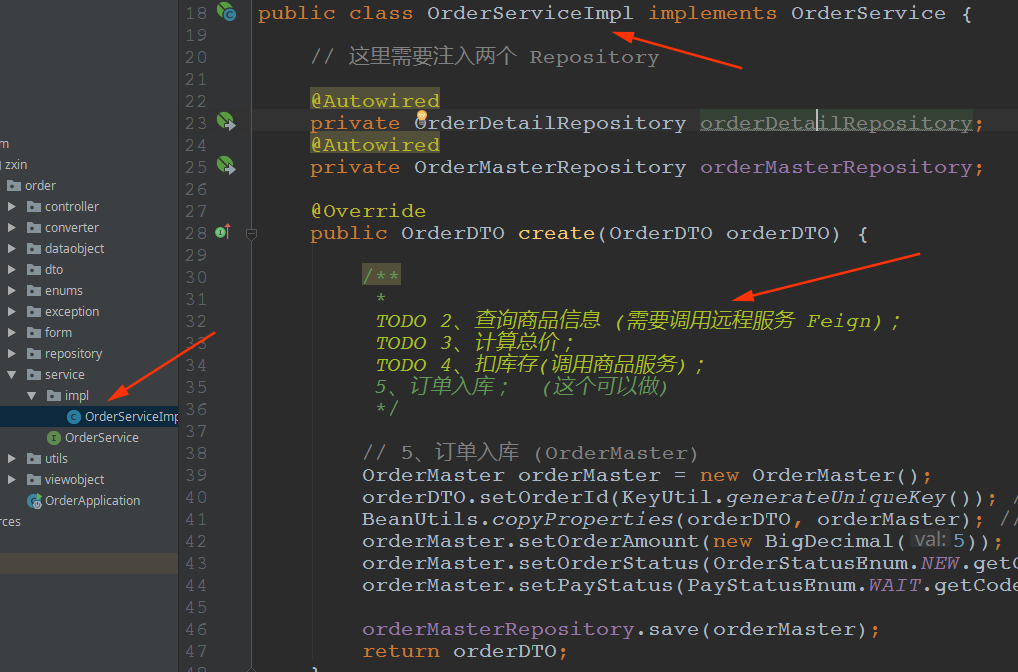 m
zxin
order
controller
converter
dataobject
dto
enums
exception
form
repository
service
impl
OrderServiceImp
OrderService
utils
viewobject
OrderApplication
rces
18 public class OrderServiceImpl implements OrderService {
19
20 // 这里需要注入两个 Repository
21
22 @Autowired
23 private OrderDetailRepository orderDetailRepository;
24 @Autowired
25 private OrderMasterRepository orderMasterRepository;
26
27 @Override
28 public OrderDTO create(OrderDTO orderDTO) {
29
30 /**
31 *
32 TODO 2、查询商品信息 (需要调用远程服务 Feign);
33 TODO 3、计算总价;
34 TODO 4、扣库存(调用商品服务);
35 5、订单入库; (这个可以做)
36 */
37
38 // 5、订单入库 (OrderMaster)
39 OrderMaster orderMaster = new OrderMaster();
40 orderDTO.setOrderId(KeyUtil.generateUniqueKey()); /
41 BeanUtils.copyProperties(orderDTO, orderMaster); //
42 orderMaster.setOrderAmount(new BigDecimal( val: 5));
43 orderMaster.setOrderStatus(OrderStatusEnum.NEW.getC
44 orderMaster.setPayStatus(PayStatusEnum.WAIT.getCode
45
46 orderMasterRepository.save(orderMaster);
47 return orderDTO;